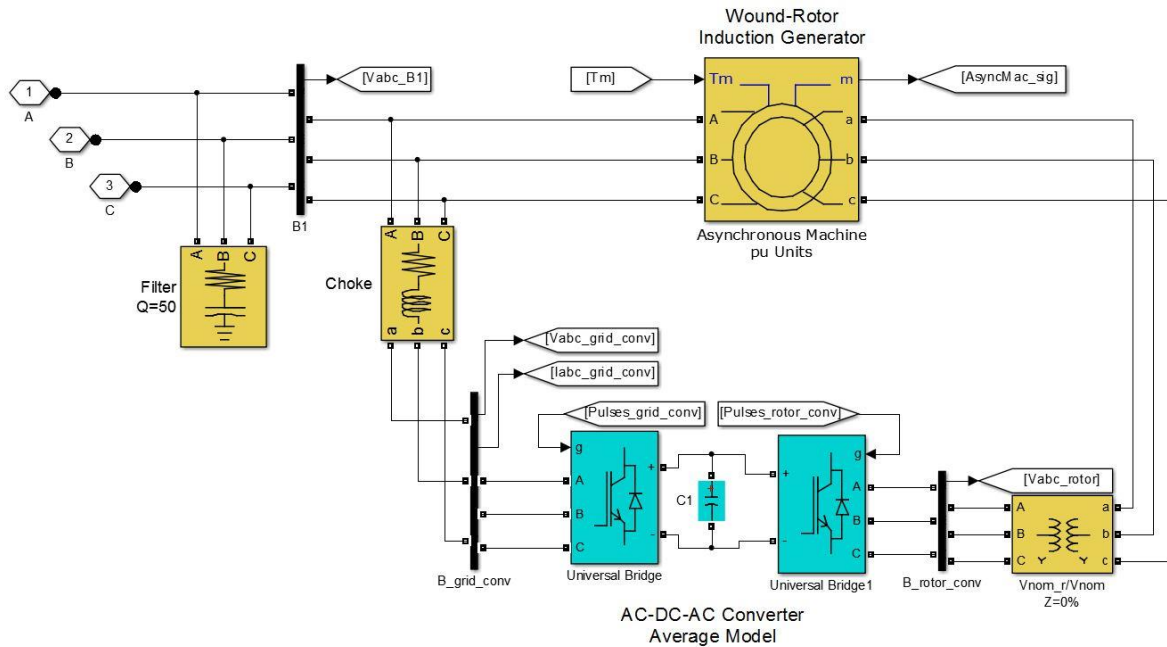 Wound-Rotor
Induction Generator
[Vabc_B1]
[Tm]
Tm
m
[AsyncMac_sig]
1
A
2
B
3
C
A
B
C
a
b
c
B1
Asynchronous Machine
pu Units
A B C
Filter
Q=50
A B C
Choke
a b c
[Vabc_grid_conv]
[Iabc_grid_conv]
[Pulses_grid_conv]
[Pulses_rotor_conv]
g
A
B
C
+
-
C1
+
+
-
g
A
B
C
[Vabc_rotor]
A
B
C
a
b
c
Y Y
B_grid_conv
Universal Bridge
Universal Bridge1
B_rotor_conv
Vnom_r/Vnom
Z=0%
AC-DC-AC Converter
Average Model